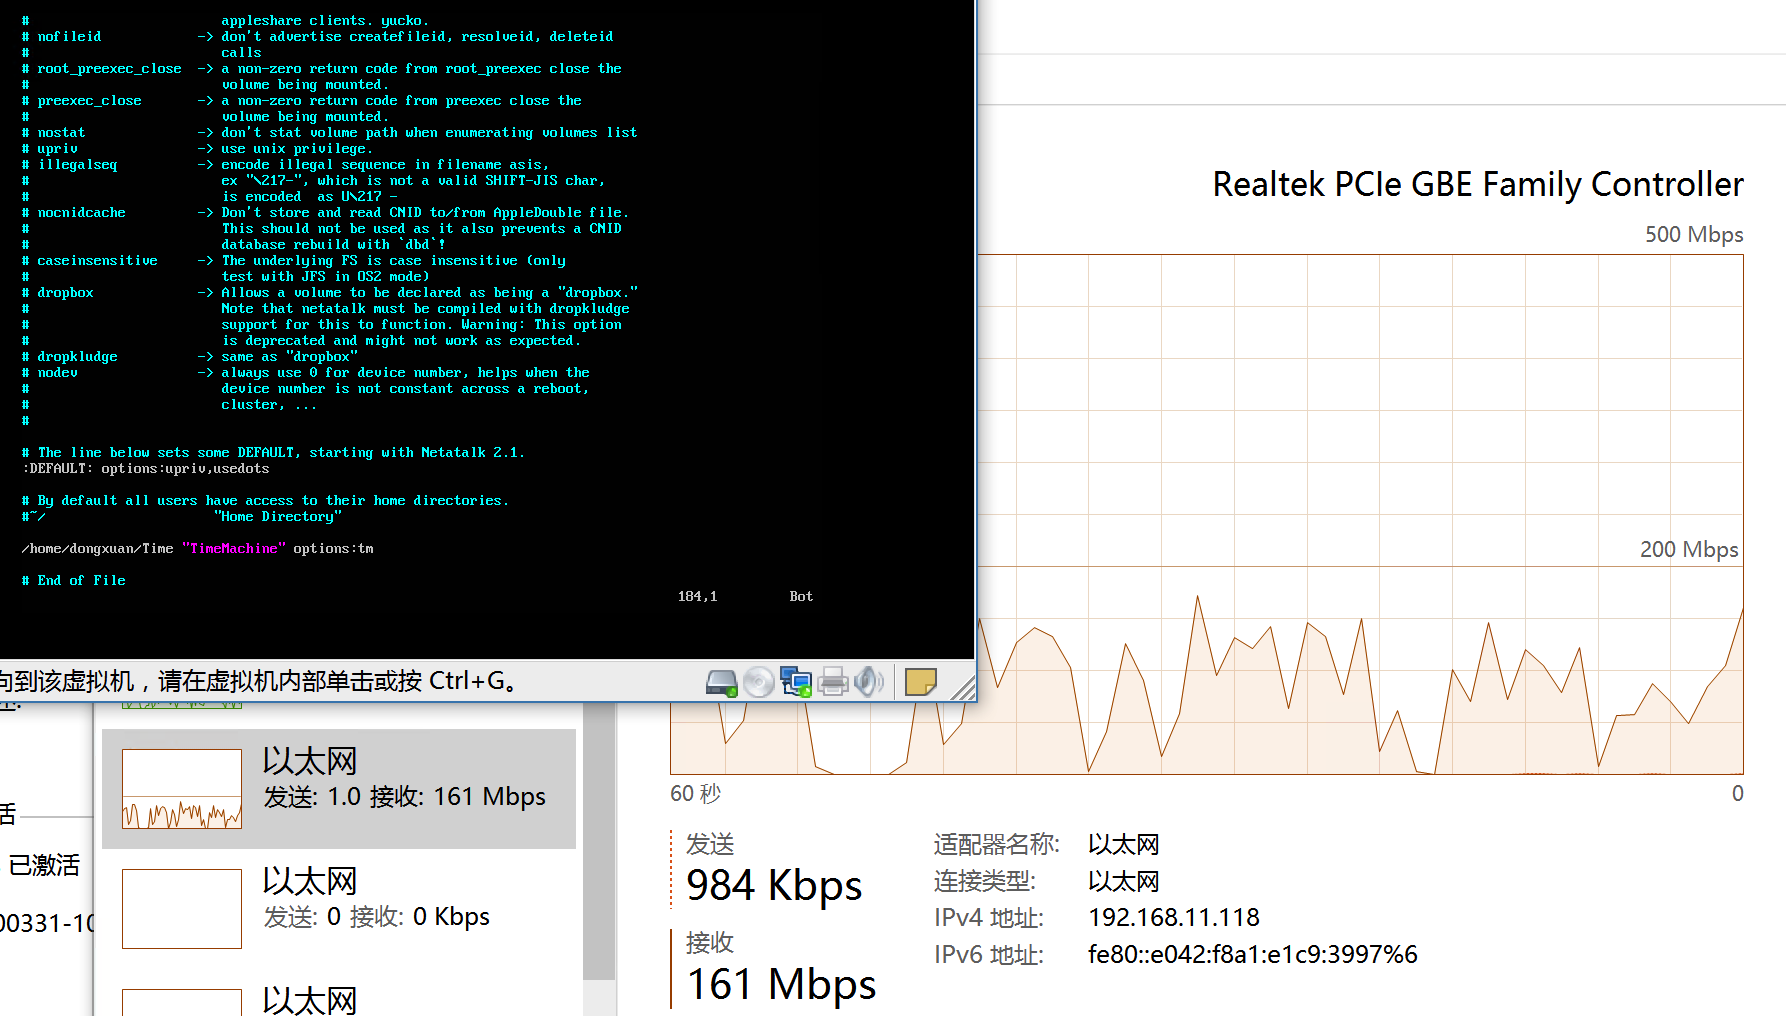 #                        appleshare clients. yucko.
# nofileid            -> don't advertise createfileid, resolveid, deleteid
#                        calls
# root_preexec_close  -> a non-zero return code from root_preexec close the
#                        volume being mounted.
# preexec_close       -> a non-zero return code from preexec close the
#                        volume being mounted.
# nostat              -> don't stat volume path when enumerating volumes list
# upriv               -> use unix privilege.
# illegalseq          -> encode illegal sequence in filename asis,
#                        ex "\217-", which is not a valid SHIFT-JIS char,
#                        is encoded  as U\217 -
# nocnidcache         -> Don't store and read CNID to/from AppleDouble file.
#                        This should not be used as it also prevents a CNID
#                        database rebuild with `dbd`!
# caseinsensitive     -> The underlying FS is case insensitive (only
#                        test with JFS in OS2 mode)
# dropbox             -> Allows a volume to be declared as being a "dropbox."
#                        Note that netatalk must be compiled with dropkludge
#                        support for this to function. Warning: This option
#                        is deprecated and might not work as expected.
# dropkludge          -> same as "dropbox"
# nodev               -> always use 0 for device number, helps when the
#                        device number is not constant across a reboot,
#                        cluster, ...
#
# The line below sets some DEFAULT, starting with Netatalk 2.1.
:DEFAULT: options:upriv,usedots
# By default all users have access to their home directories.
#~/                     "Home Directory"
/home/dongxuan/Time "TimeMachine" options:tm
# End of File
184,1         Bot
向到该虚拟机，请在虚拟机内部单击或按 Ctrl+G。
活
已激活
00331-10
以太网
发送: 1.0 接收: 161 Mbps
以太网
发送: 0 接收: 0 Kbps
以太网
Realtek PCIe GBE Family Controller
500 Mbps
200 Mbps
60 秒
0
发送
984 Kbps
接收
161 Mbps
适配器名称: 以太网
连接类型: 以太网
IPv4 地址: 192.168.11.118
IPv6 地址: fe80::e042:f8a1:e1c9:3997%6